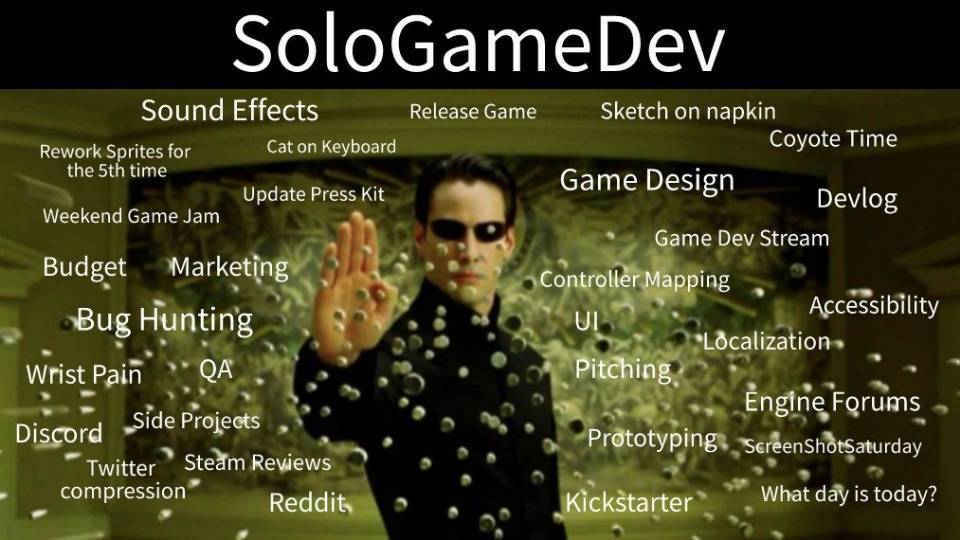 SoloGameDev
Sound Effects
Release Game
Sketch on napkin
Coyote Time
Rework Sprites for
the 5th time
Cat on Keyboard
Game Design
Update Press Kit
Devlog
Weekend Game Jam
Game Dev Stream
Budget
Marketing
Controller Mapping
Accessibility
Bug Hunting
UI
Localization
Wrist Pain
QA
Pitching
Engine Forums
Side Projects
Discord
Prototyping
ScreenShotSaturday
Twitter
compression
Steam Reviews
Reddit
Kickstarter
What day is today?